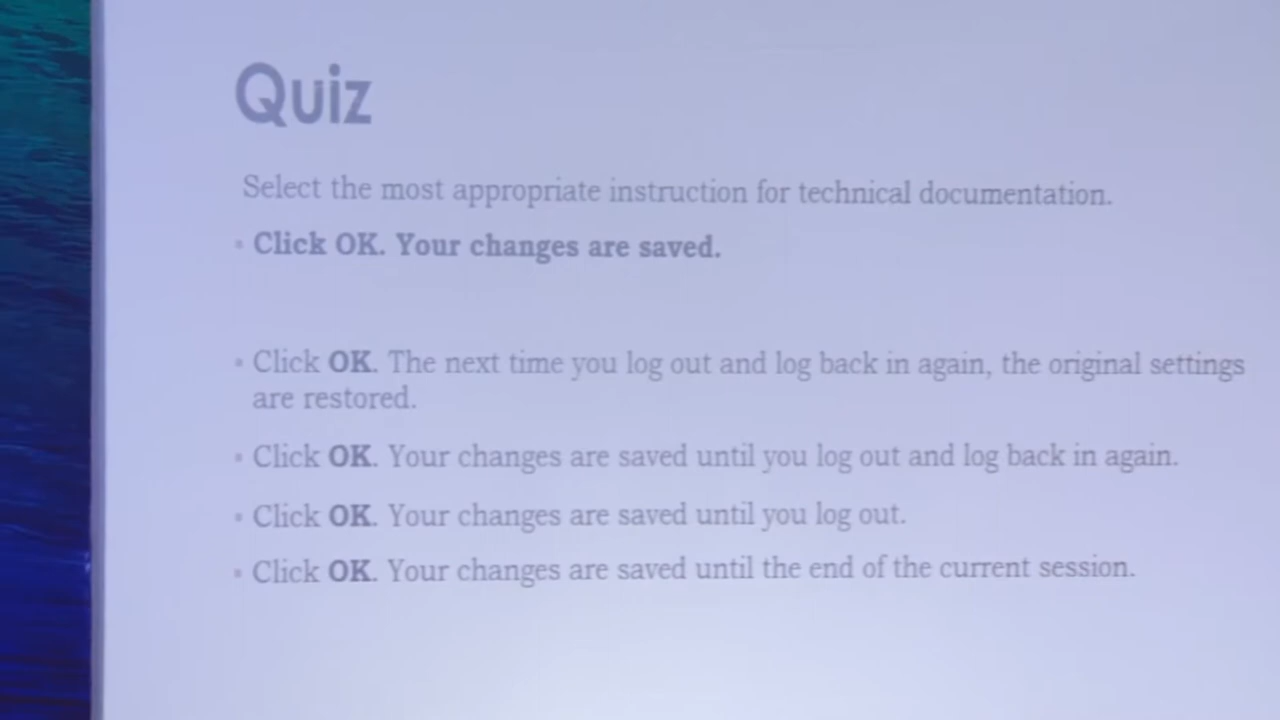 Quiz
Select the most appropriate instruction for technical documentation.
• Click OK. Your changes are saved.
• Click OK. The next time you log out and log back in again, the original settings
are restored.
• Click OK. Your changes are saved until you log out and log back in again.
• Click OK. Your changes are saved until you log out.
• Click OK. Your changes are saved until the end of the current session.